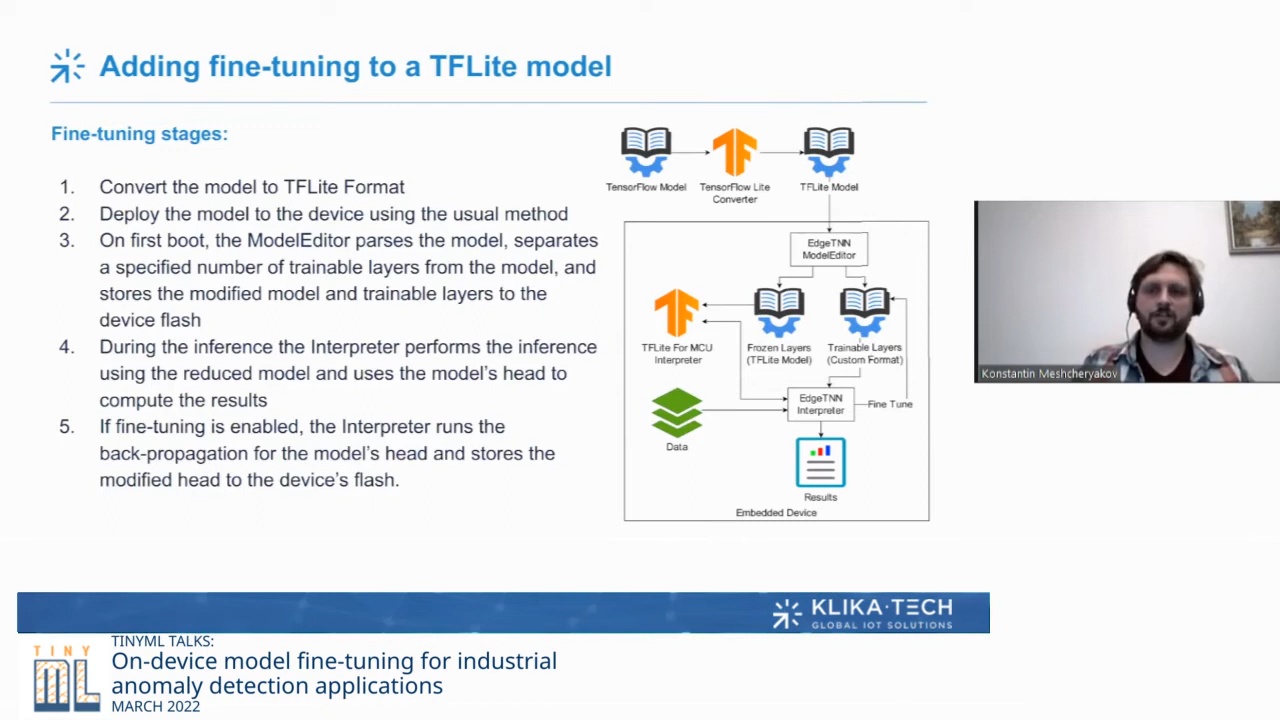 Adding fine-tuning to a TFLite model
Fine-tuning stages:
1. Convert the model to TFLite Format
2. Deploy the model to the device using the usual method
3. On first boot, the ModelEditor parses the model, separates
a specified number of trainable layers from the model, and
stores the modified model and trainable layers to the
device flash
4. During the inference the Interpreter performs the inference
using the reduced model and uses the model's head to
compute the results
5. If fine-tuning is enabled, the Interpreter runs the
back-propagation for the model's head and stores the
modified head to the device's flash.
TensorFlow Model
TensorFlow Lite
Converter
TFLite Model
EdgeTNN
ModelEditor
TFLite For MCU
Interpreter
Frozen Layers
(TFLite Model)
Trainable Layers
(Custom Format)
EdgeTNN
Interpreter
Fine Tune
Data
Results
Embedded Device
Konstantin Meshcheryakov
KLIKA·TECH
GLOBAL IOT SOLUTIONS
TINY
mL
TINYML TALKS:
On-device model fine-tuning for industrial
anomaly detection applications
MARCH 2022